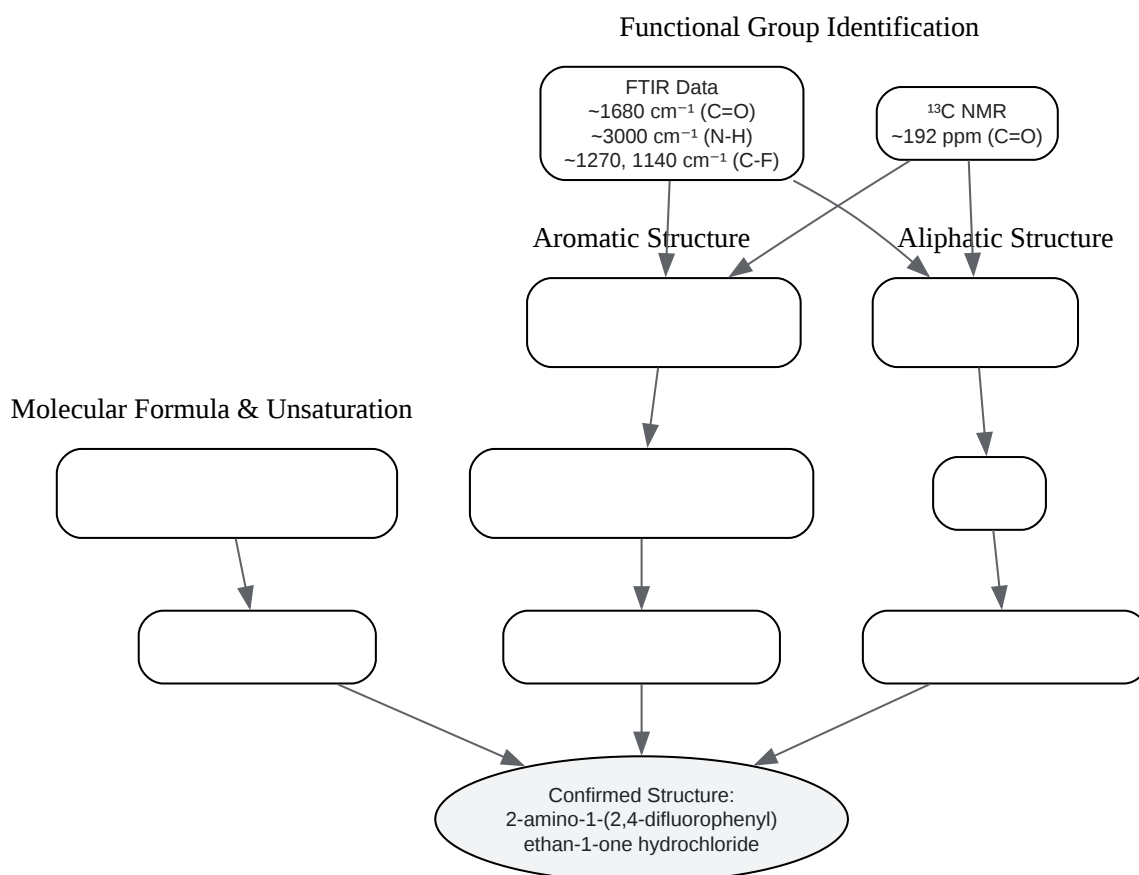 Functional Group Identification
FTIR Data
~1680 cm⁻¹ (C=O)
~3000 cm⁻¹ (N-H)
~1270, 1140 cm⁻¹ (C-F)
¹³C NMR
~192 ppm (C=O)
Aromatic Structure
Aliphatic Structure
Molecular Formula & Unsaturation
Confirmed Structure:
2-amino-1-(2,4-difluorophenyl)
ethan-1-one hydrochloride